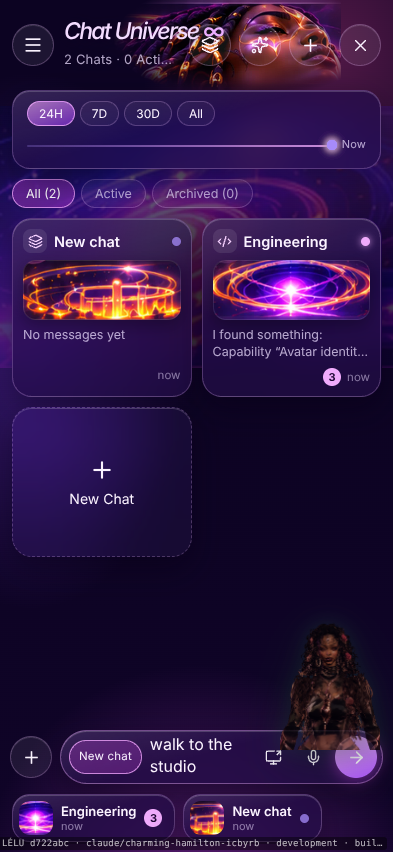 Chat Universe ∞
2 Chats · 0 Acti...
24H
7D
30D
All
Now
All (2)
Active
Archived (0)
New chat
No messages yet
now
Engineering
I found something:
Capability “Avatar identit...
3
now
New Chat
New chat
walk to the
studio
Engineering
now
3
New chat
now
LÉLU d722abc · claude/charming-hamilton-icbyrb · development · buil…